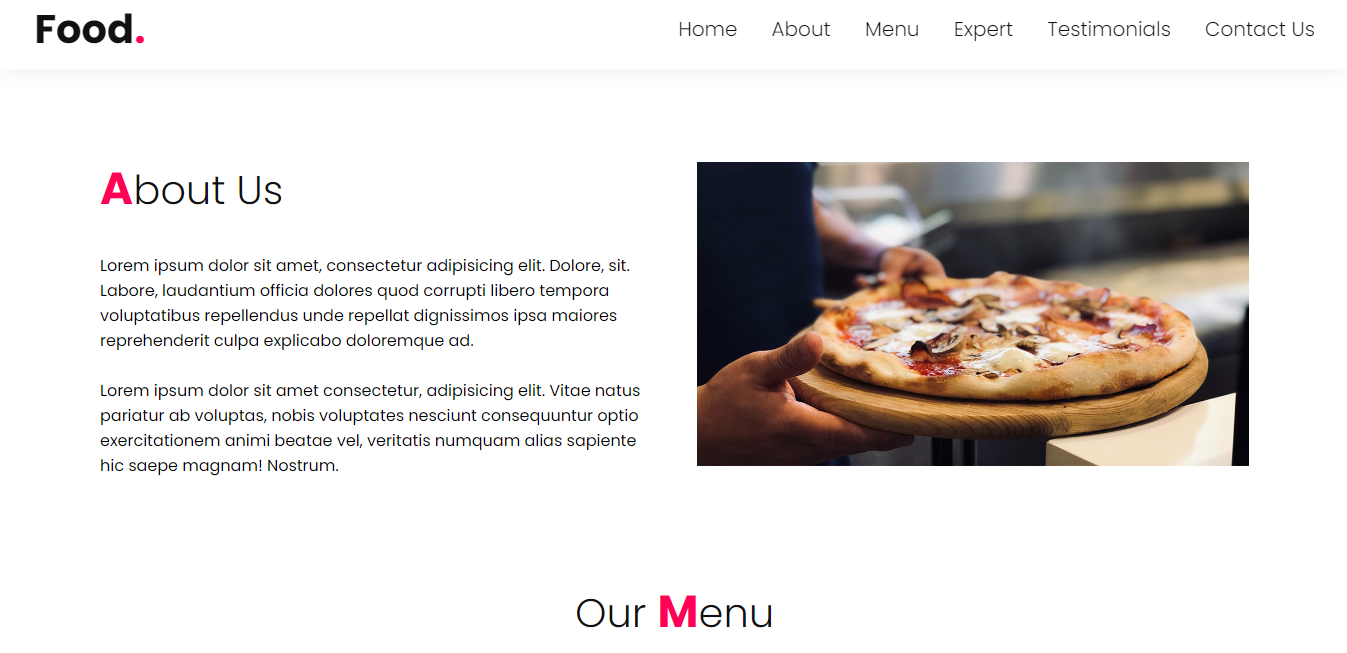 Food.
Home About Menu Expert Testimonials Contact Us
About Us
Lorem ipsum dolor sit amet, consectetur adipisicing elit. Dolore, sit.
Labore, laudantium officia dolores quod corrupti libero tempora
voluptatibus repellendus unde repellat dignissimos ipsa maiores
reprehenderit culpa explicabo doloremque ad.
Lorem ipsum dolor sit amet consectetur, adipisicing elit. Vitae natus
pariatur ab voluptas, nobis voluptates nesciunt consequuntur optio
exercitationem animi beatae vel, veritatis numquam alias sapiente
hic saepe magnam! Nostrum.
Our Menu